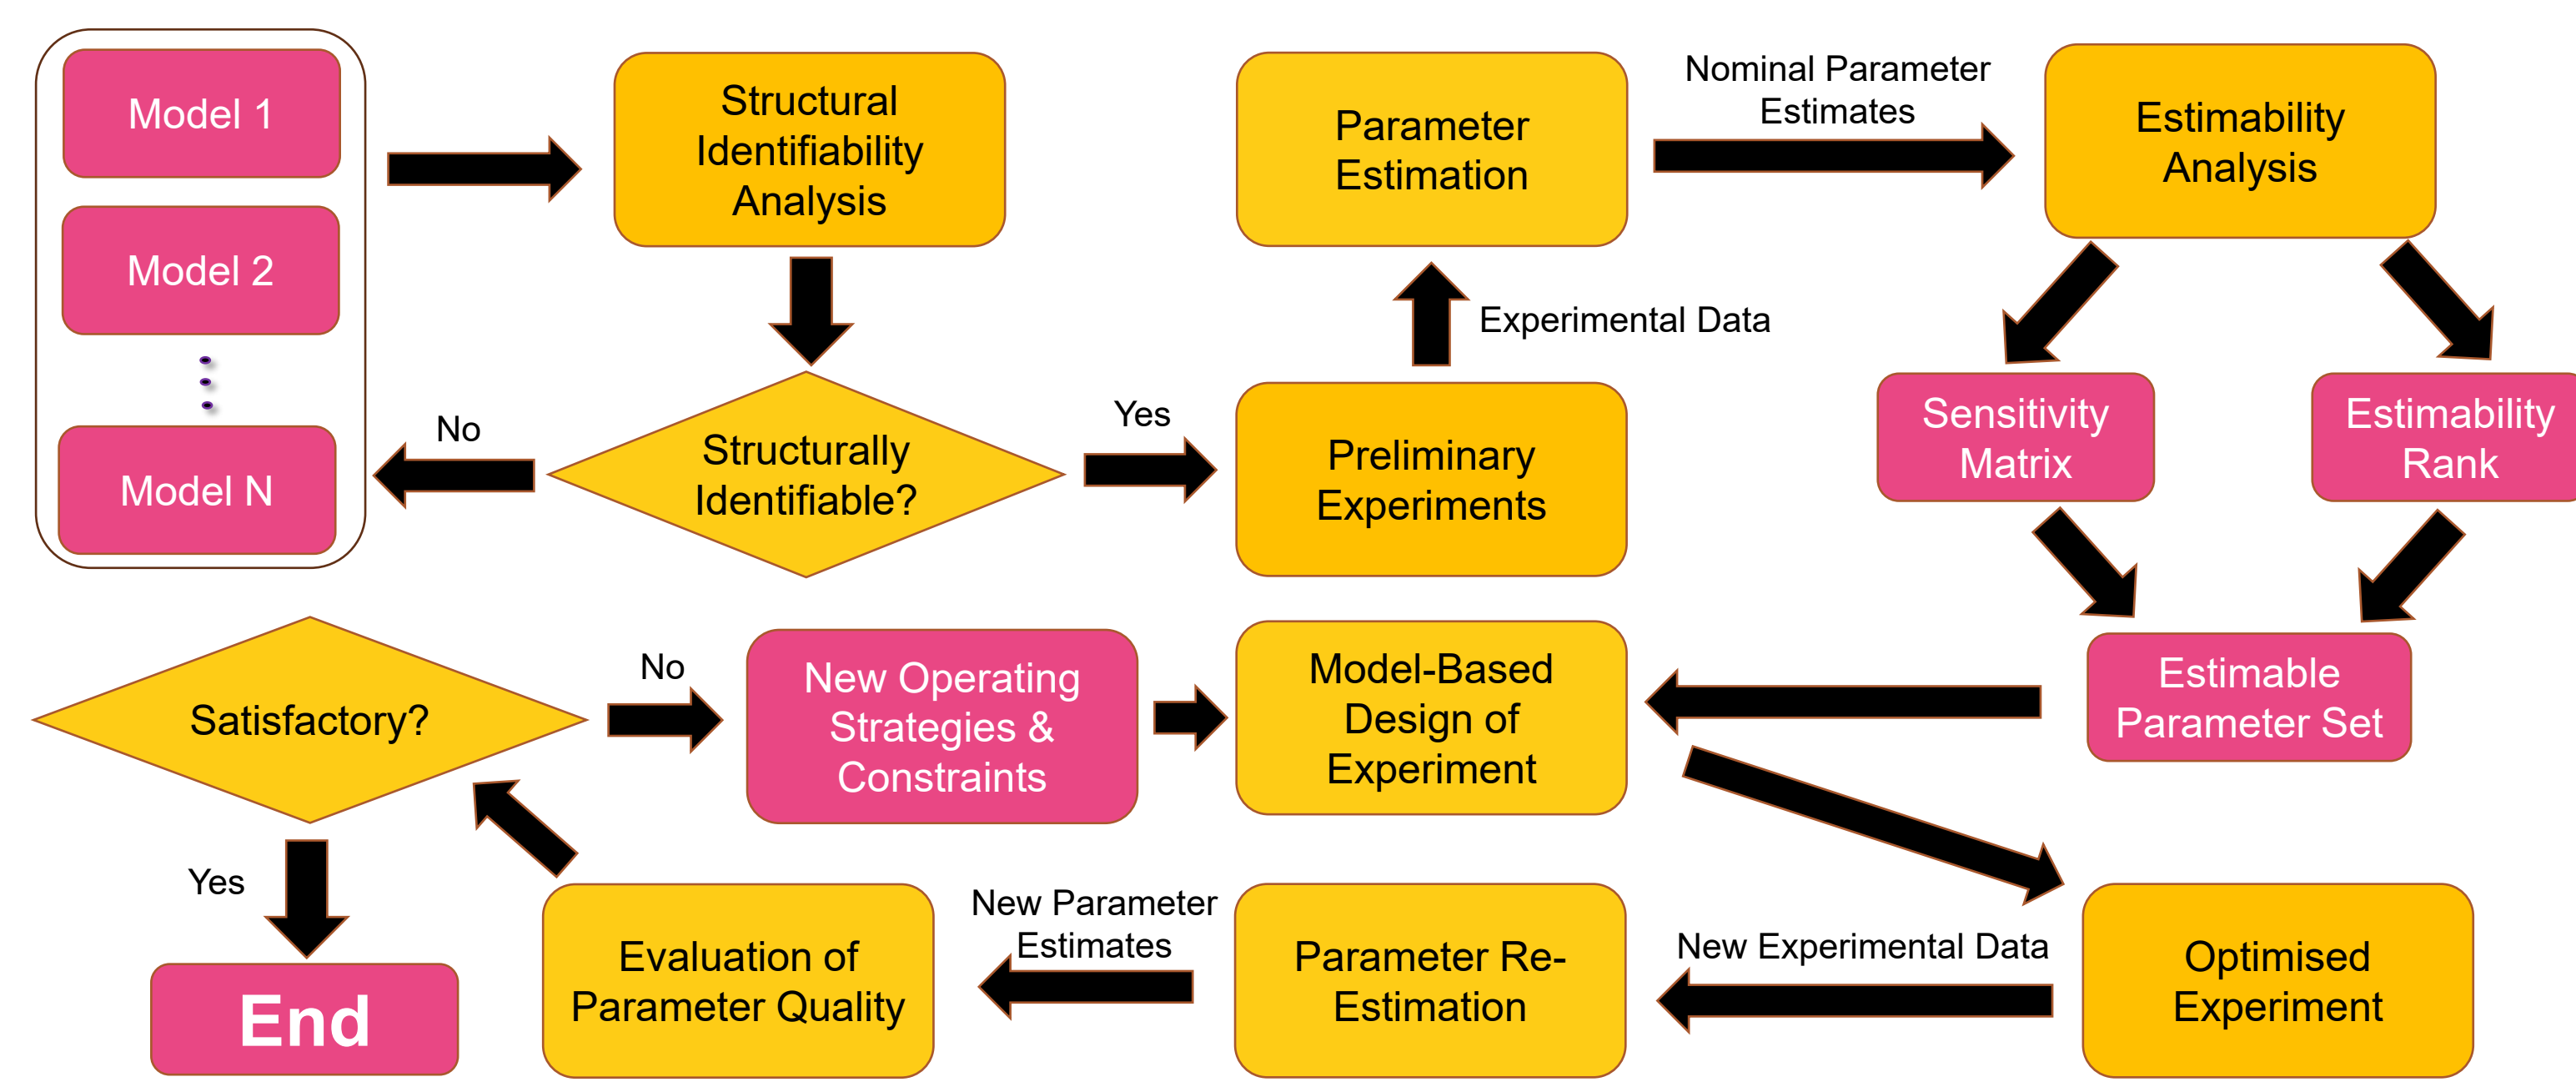 Model 1
Model 2
Model N
Structural
Identifiability
Analysis
Structurally
Identifiable?
No
Yes
Preliminary
Experiments
Experimental Data
Parameter
Estimation
Nominal Parameter
Estimates
Estimability
Analysis
Sensitivity
Matrix
Estimability
Rank
Estimable
Parameter Set
Model-Based
Design of
Experiment
Optimised
Experiment
New Experimental Data
Parameter Re-
Estimation
New Parameter
Estimates
Evaluation of
Parameter Quality
Satisfactory?
No
New Operating
Strategies &
Constraints
Yes
End